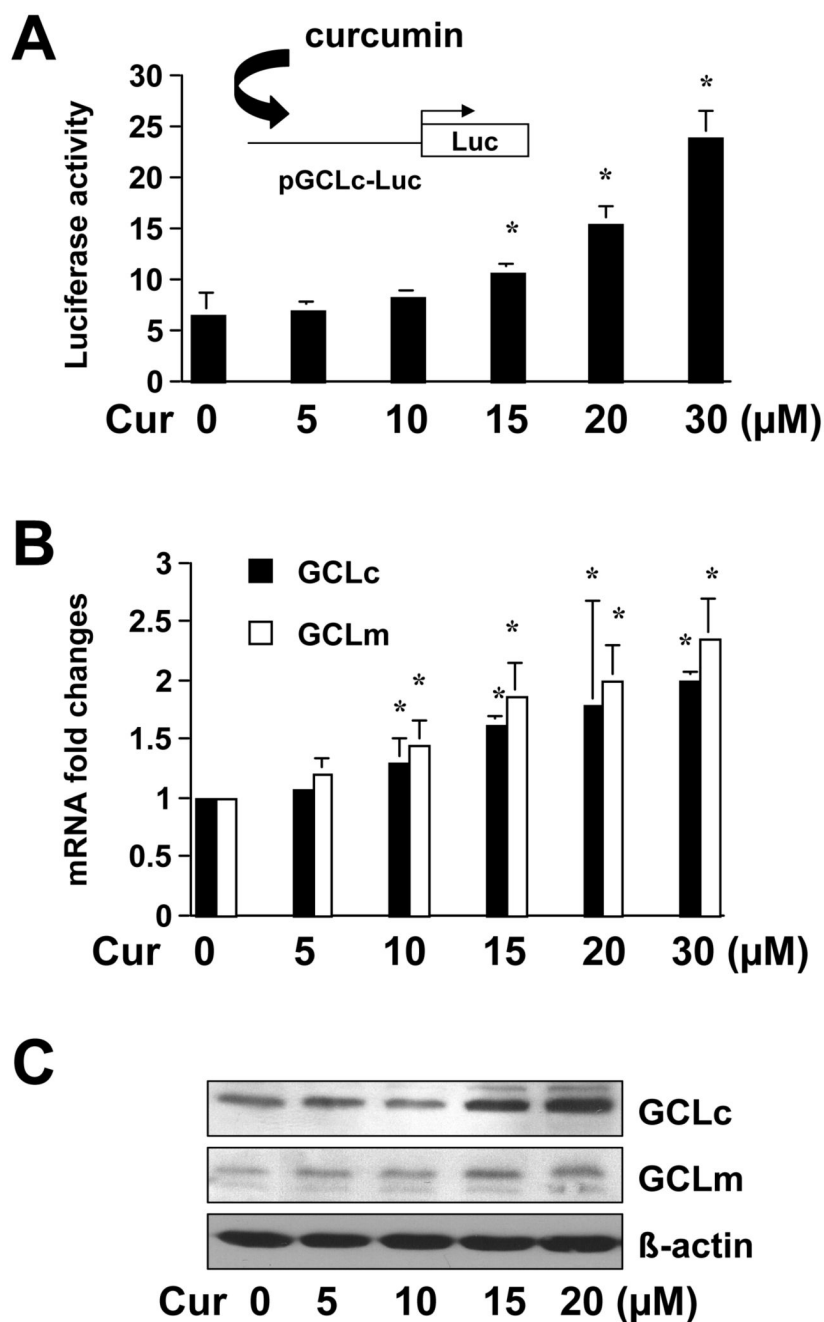 A
curcumin
Luciferase activity
30
25
20
15
10
5
0
Luc
pGCLc-Luc
*
*
*
Cur 0 5 10 15 20 30 (µM)
B
mRNA fold changes
3
2.5
2
1.5
1
0.5
0
GCLc
GCLm
* * * * * * * *
Cur 0 5 10 15 20 30 (µM)
C
GCLc
GCLm
ß-actin
Cur 0 5 10 15 20 (µM)